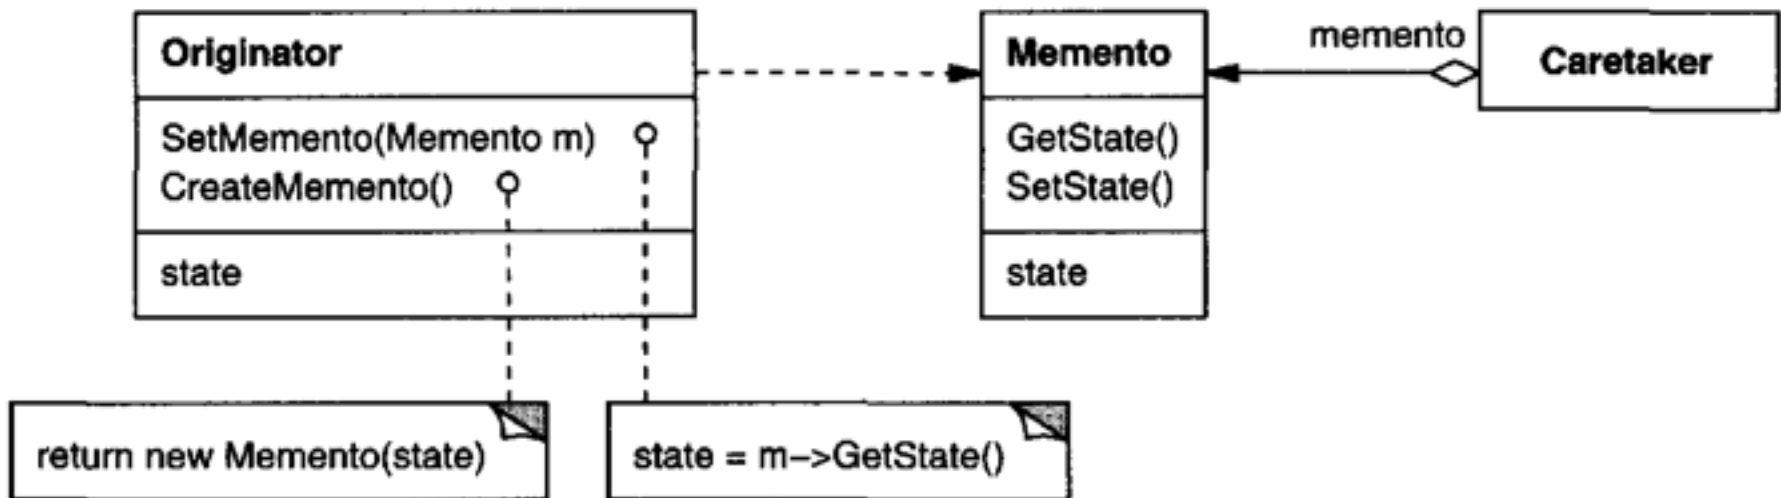 Originator
SetMemento(Memento m)
CreateMemento()
state
return new Memento(state)
state = m–>GetState()
Memento
GetState()
SetState()
state
memento
Caretaker